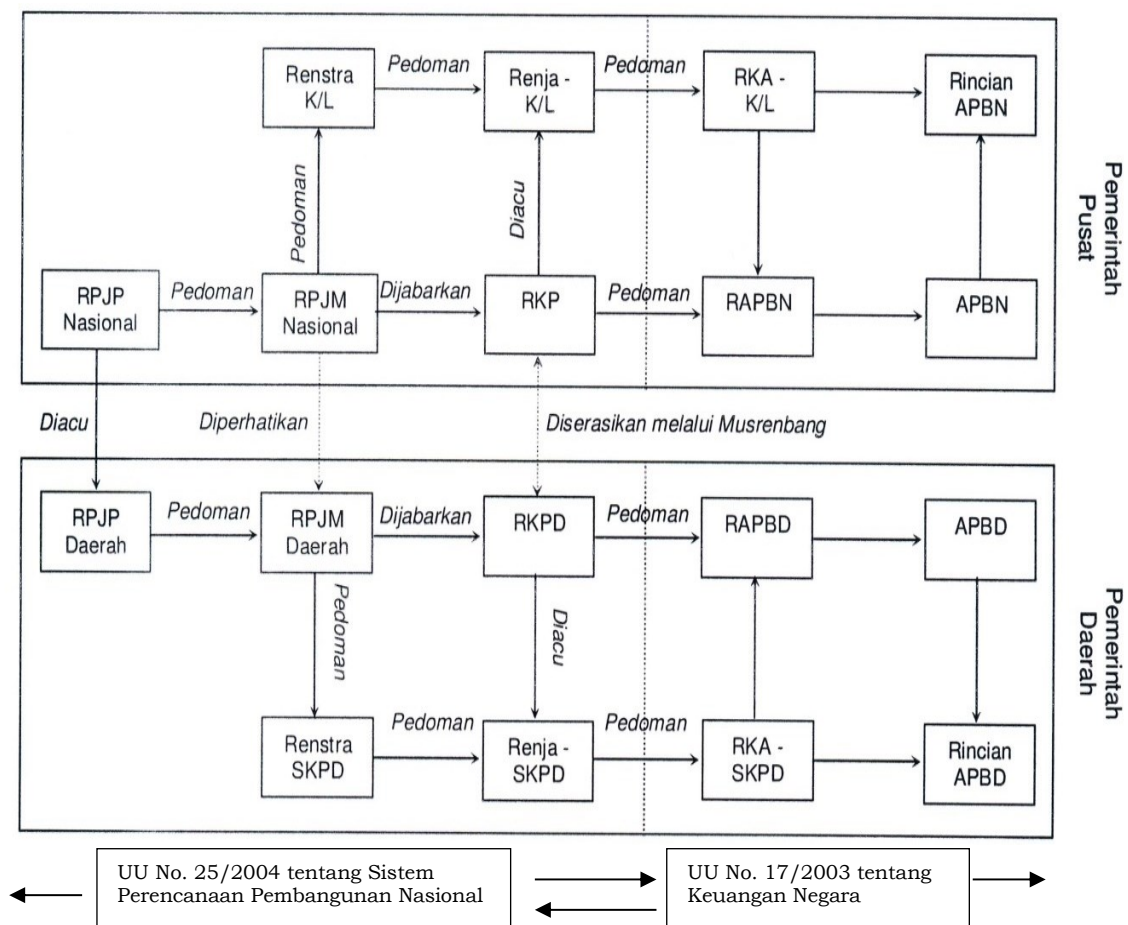 Pedoman
Pedoman
Renstra
K/L
Renja -
K/L
RKA -
K/L
Rincian
APBN
Pedoman
Diacu
Pemerintah
Pusat
RPJP
Nasional
Pedoman
RPJM
Nasional
Dijabarkan
RKP
Pedoman
RAPBN
APBN
Diacu
Diperhatikan
Diserasikan melalui Musrenbang
RPJP
Daerah
Pedoman
RPJM
Daerah
Dijabarkan
RKPD
Pedoman
RAPBD
APBD
Pedoman
Diacu
Pemerintah
Daerah
Renstra
SKPD
Pedoman
Renja -
SKPD
Pedoman
RKA -
SKPD
Rincian
APBD
UU No. 25/2004 tentang Sistem
Perencanaan Pembangunan Nasional
UU No. 17/2003 tentang
Keuangan Negara